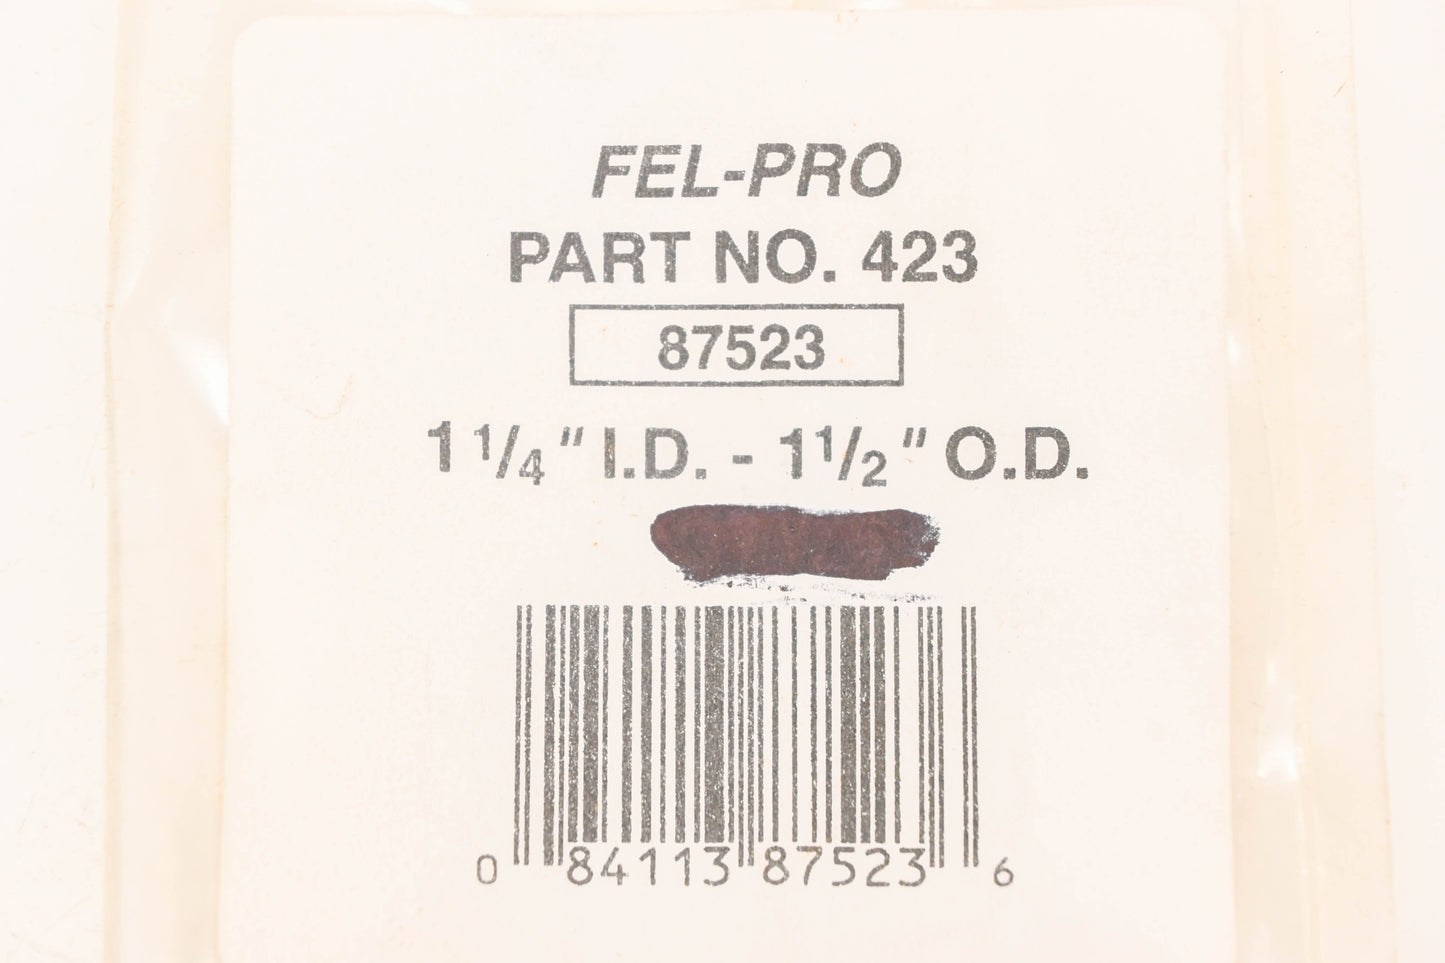 FEL-PRO
PART NO. 423
87523
1 1/4" I.D. - 1 1/2" O.D.
0 84113 87523 6